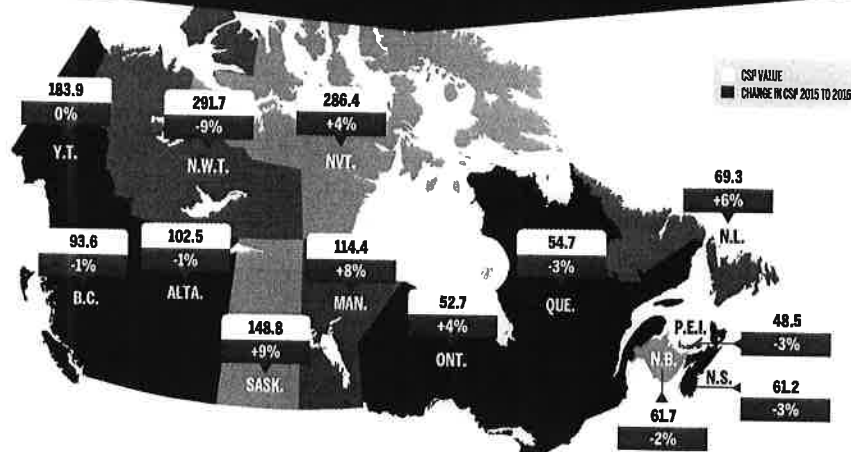 CSI VALUE
CHANGE IN CSI 2015 TO 2016
183.9
0%
Y.T.
291.7
-9%
N.W.T.
286.4
+4%
NVT.
69.3
+6%
N.L.
93.6
-1%
B.C.
102.5
-1%
ALTA.
114.4
+8%
MAN.
54.7
-3%
QUE.
148.8
+9%
SASK.
52.7
+4%
ONT.
P.E.I.
48.5
-3%
N.B.
N.S.
61.2
-3%
61.7
-2%